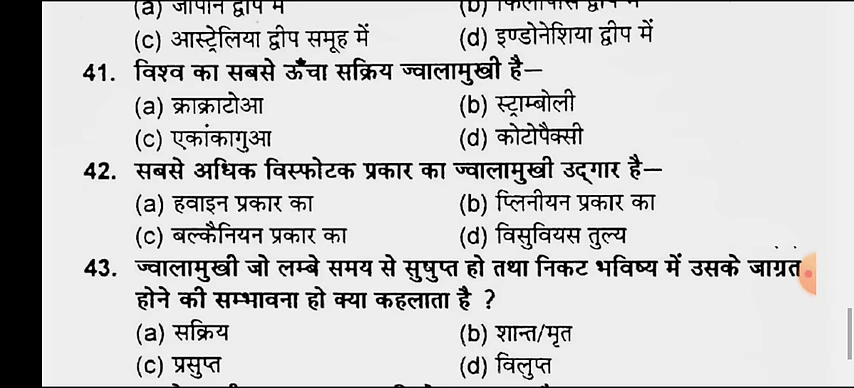 (a) जापान द्वीप में (b) फिलीपीन्स द्वीप में
(c) आस्ट्रेलिया द्वीप समूह में (d) इण्डोनेशिया द्वीप में
41. विश्व का सबसे ऊँचा सक्रिय ज्वालामुखी है—
(a) क्राक्राटोआ (b) स्ट्राम्बोली
(c) एकांकागुआ (d) कोटोपैक्सी
42. सबसे अधिक विस्फोटक प्रकार का ज्वालामुखी उद्गार है—
(a) हवाइन प्रकार का (b) प्लिनीयन प्रकार का
(c) बल्कैनियन प्रकार का (d) विसुवियस तुल्य
43. ज्वालामुखी जो लम्बे समय से सुषुप्त हो तथा निकट भविष्य में उसके जाग्रत
होने की सम्भावना हो क्या कहलाता है ?
(a) सक्रिय (b) शान्त/मृत
(c) प्रसुप्त (d) विलुप्त